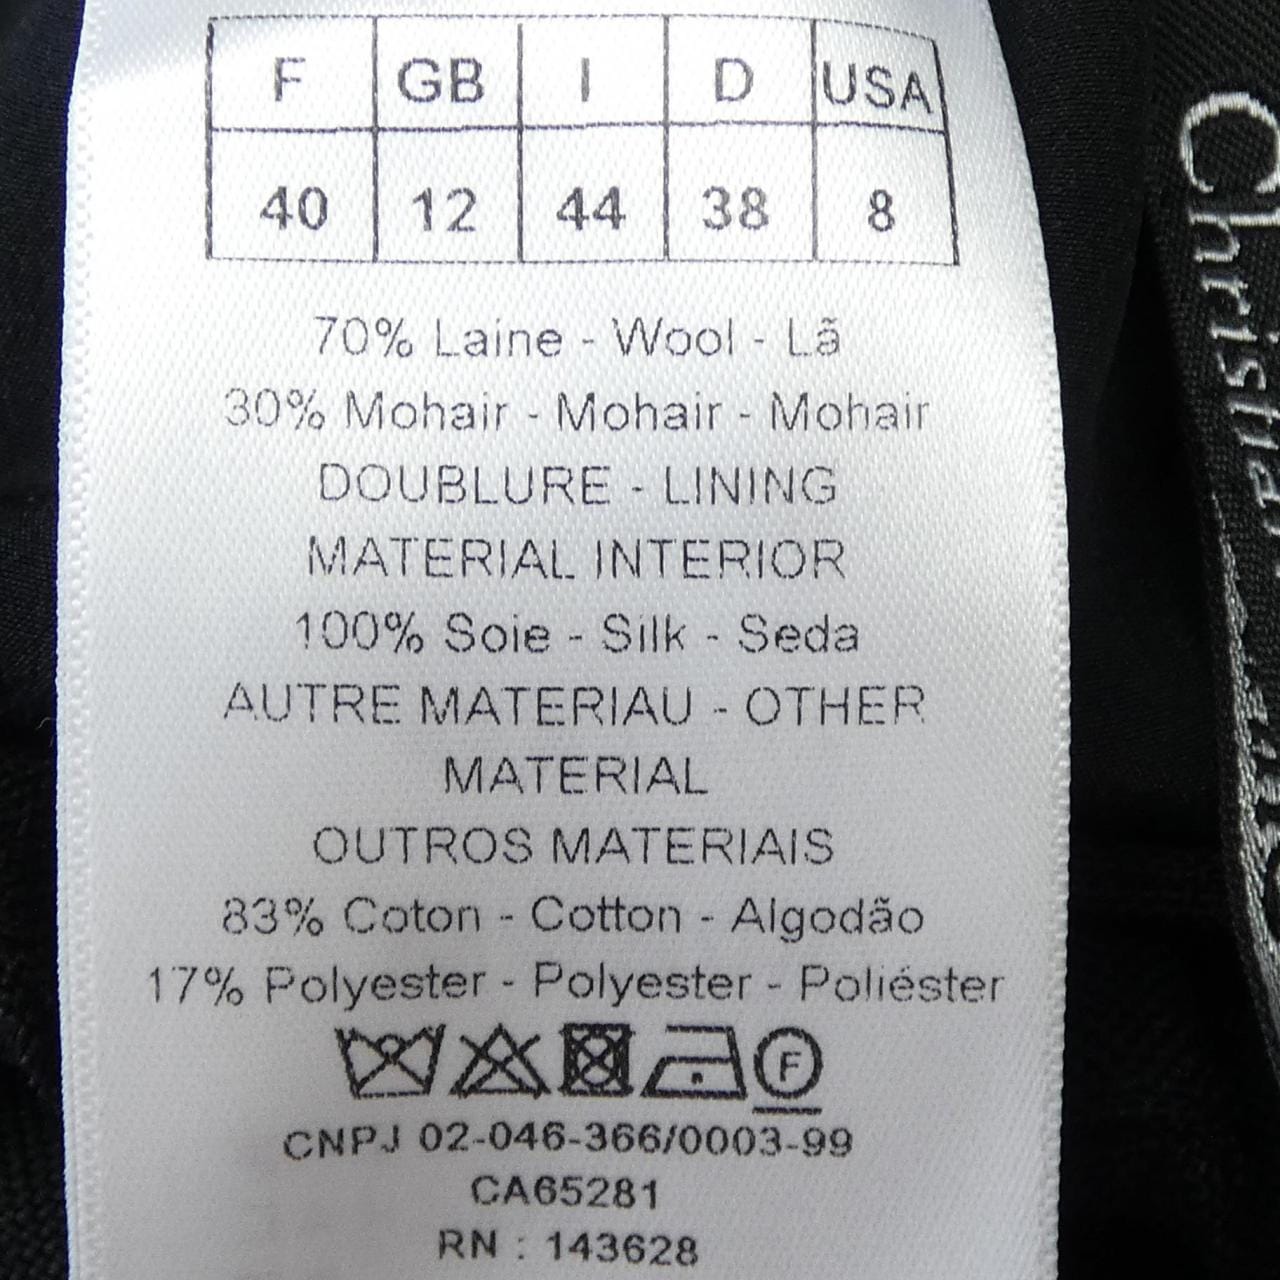 F GB I D USA
40 12 44 38 8
70% Laine - Wool - Lã
30% Mohair - Mohair - Mohair
DOUBLURE - LINING
MATERIAL INTERIOR
100% Soie - Silk - Seda
AUTRE MATERIAU - OTHER
MATERIAL
OUTROS MATERIAIS
83% Coton - Cotton - Algodão
17% Polyester - Polyester - Poliéster
F
CNPJ 02-046-366/0003-99
CA65281
RN : 143628
Christian